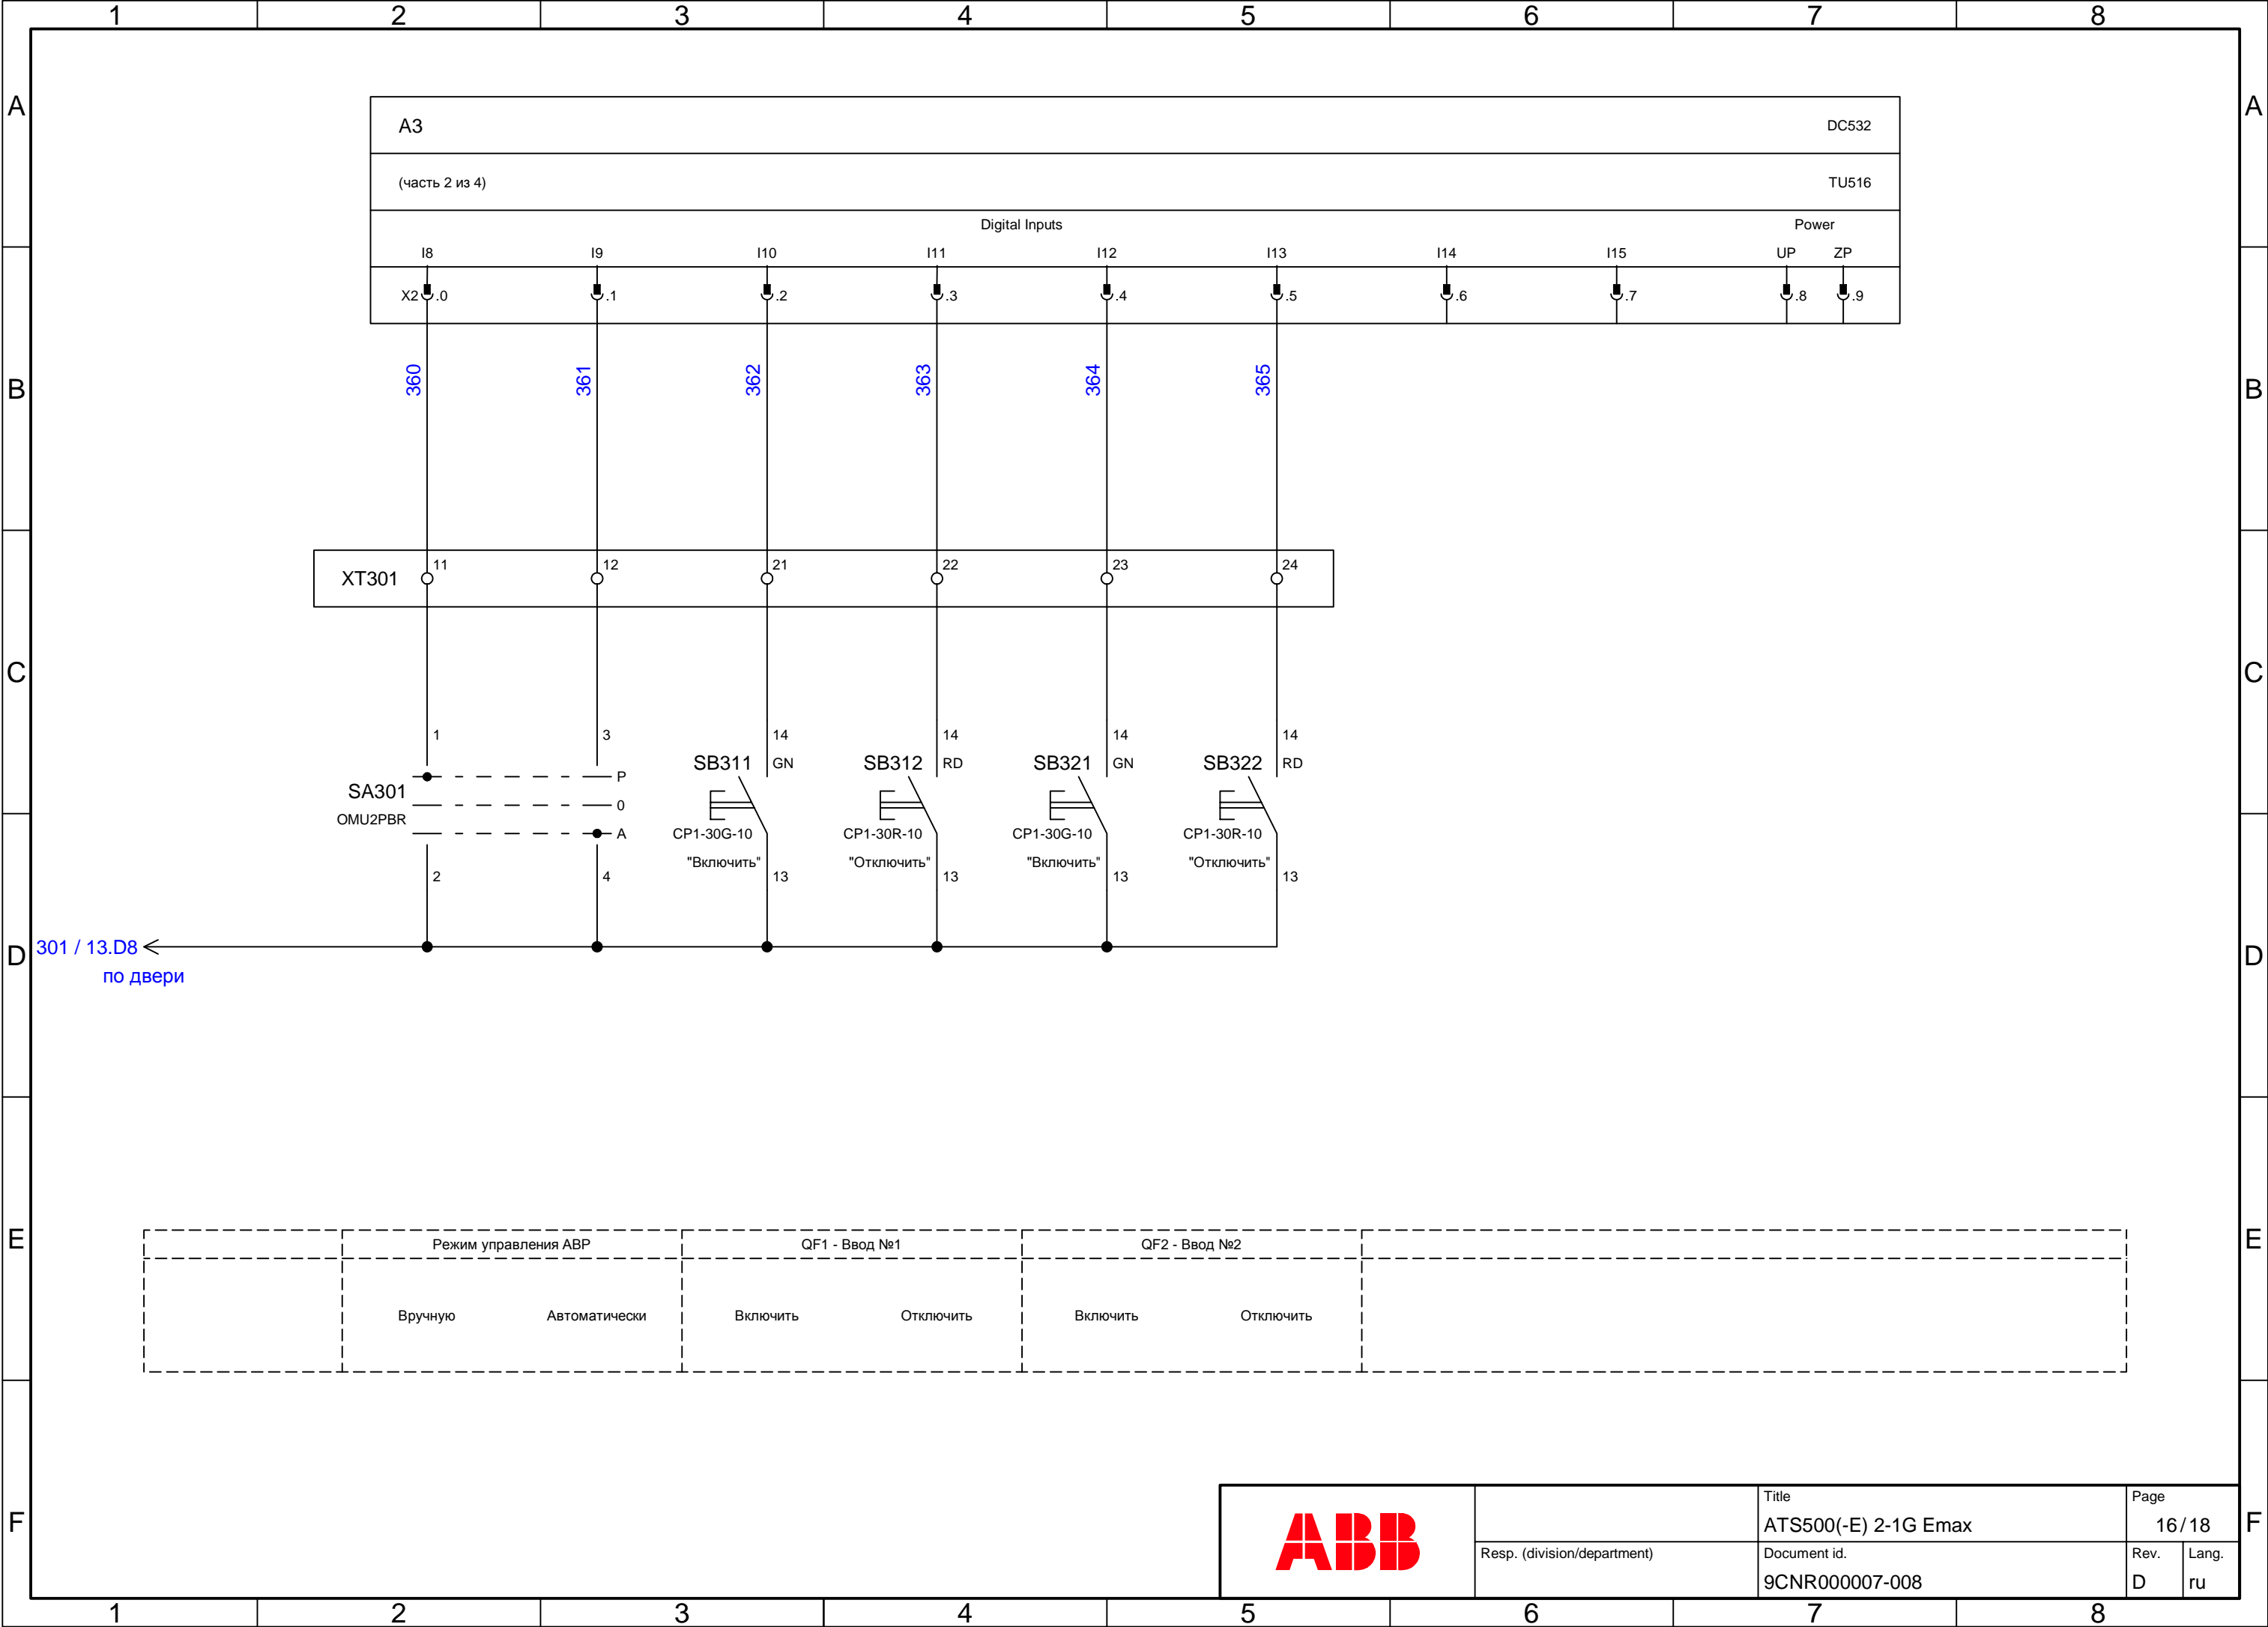 1 2 3 4 5 6 7 8
A A
A3 DC532
(часть 2 из 4) TU516
Digital Inputs Power
I8 I9 I10 I11 I12 I13 I14 I15 UP ZP
X2 .0 .1 .2 .3 .4 .5 .6 .7 .8 .9
B B
360 361 362 363 364 365
XT301 11 12 21 22 23 24
C C
1 3 14 14 14 14
SB311 GN SB312 RD SB321 GN SB322 RD
P
SA301
0
OMU2PBR
A
CP1-30G-10 CP1-30R-10 CP1-30G-10 CP1-30R-10
"Включить" "Отключить" "Включить" "Отключить"
2 4 13 13 13 13
D 301 / 13.D8 D
по двери
E E
Режим управления АВР QF1 - Ввод №1 QF2 - Ввод №2
Вручную Автоматически Включить Отключить Включить Отключить
F F
ABB
Title
ATS500(-E) 2-1G Emax
Page
16/18
Resp. (division/department)
Document id.
9CNR000007-008
Rev.
D
Lang.
ru
1 2 3 4 5 6 7 8